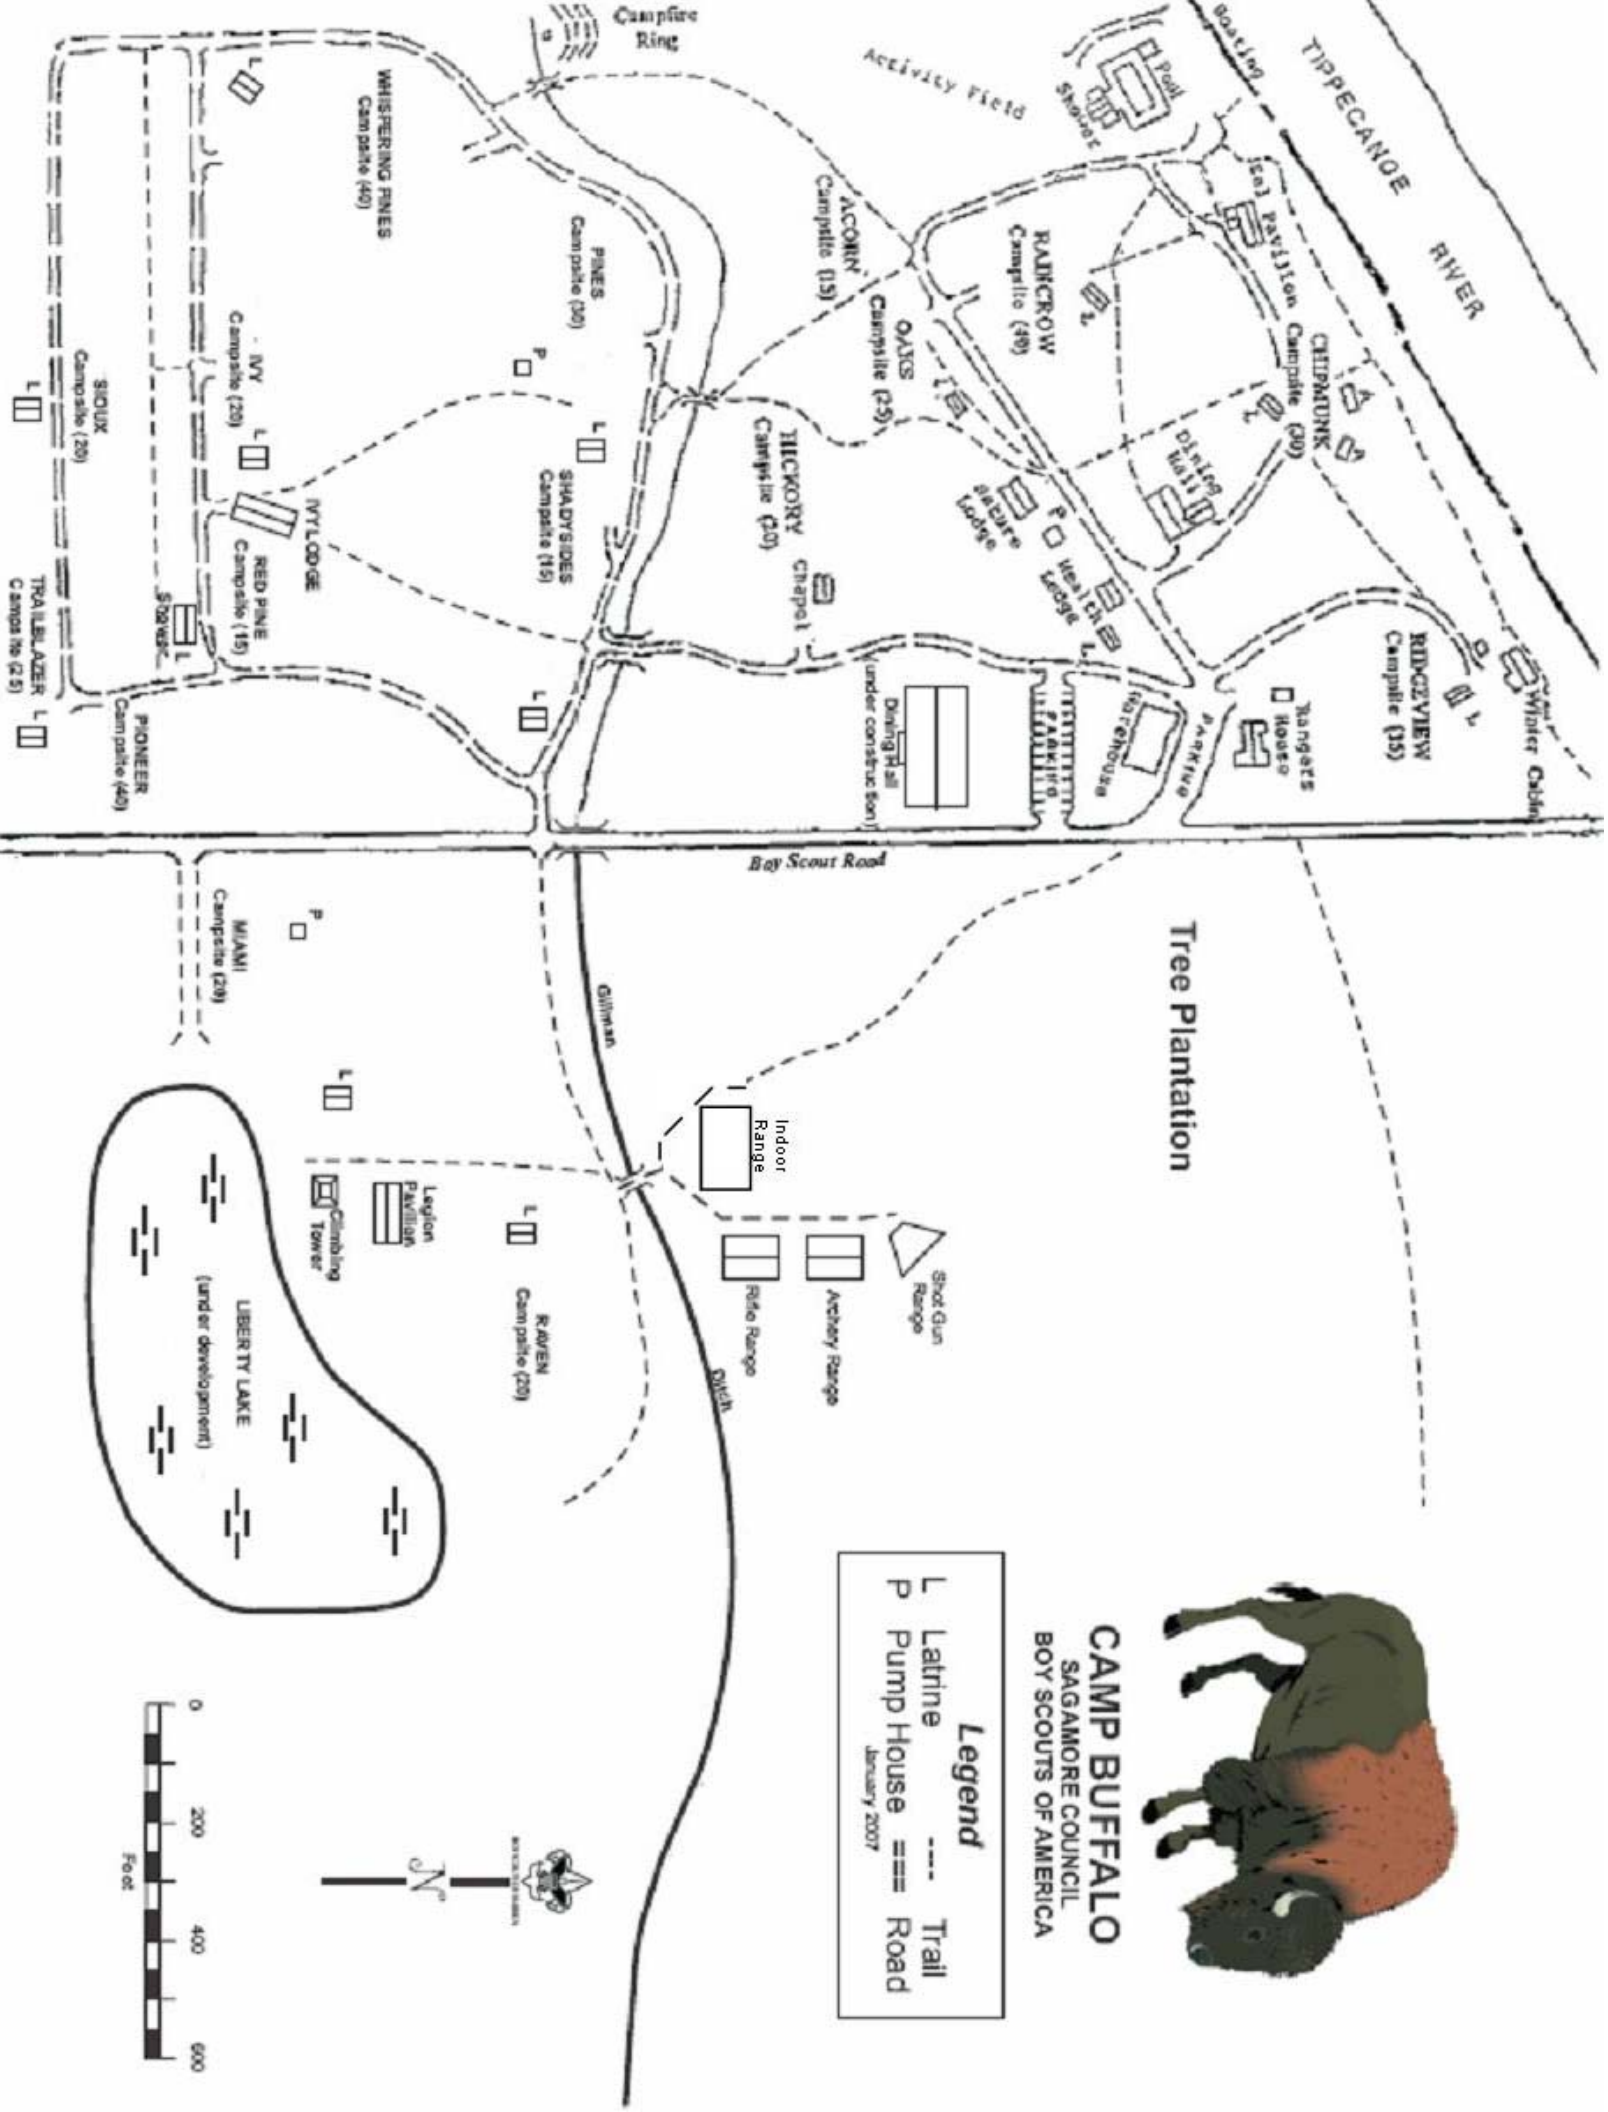 TIPPECANOE
RIVER
Boating
Pool
Shower
Activity Field
Campfire
Ring
Pavilion
CHIPMUNK
Campsite (30)
L
Dining
Hall
RAINCROW
Campsite (40)
L
ACORN
Campsite (15)
OAKS
Campsite (25)
L
HICKORY
Campsite (20)
Chapel
Nature
Lodge
P
Health
Lodge
L
RIDGEVIEW
Campsite (35)
L
Winter Cabin
Rangers
House
PARKING
Warehouse
PARKING
Dining Hall
(under construction)
WHISPERING PINES
Campsite (40)
L
PINES
Campsite (30)
P
L
SHADYSIDES
Campsite (15)
L
IVY
Campsite (20)
L
IVY LODGE
RED PINE
Campsite (15)
Shower
L
SIOUX
Campsite (20)
L
TRAILBLAZER
Campsite (25)
L
PIONEER
Campsite (40)
Boy Scout Road
Tree Plantation
MIAMI
Campsite (20)
P
L
Gillman
Ditch
Indoor
Range
Shot Gun
Range
Archery Range
Rifle Range
Legion
Pavillion
Climbing
Tower
L
RAVEN
Campsite (20)
LIBERTY LAKE
(under development)
CAMP BUFFALO
SAGAMORE COUNCIL
BOY SCOUTS OF AMERICA
Legend
L Latrine ---- Trail
P Pump House === Road
January 2007
N
0 200 400 600
Feet